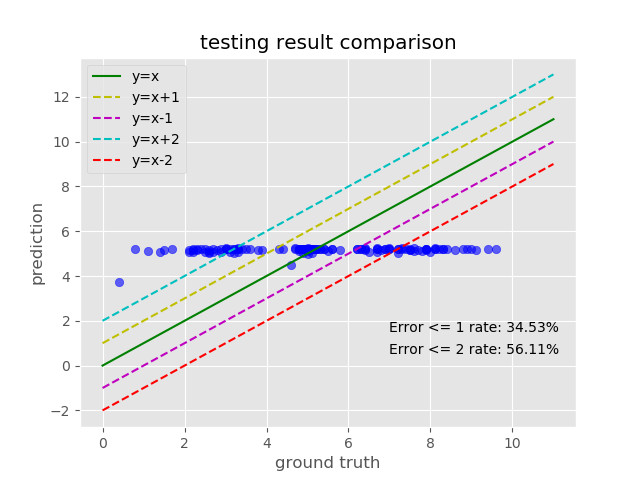 testing result comparison
y=x
y=x+1
y=x-1
y=x+2
y=x-2
12
10
8
6
4
2
0
−2
prediction
Error <= 1 rate: 34.53%
Error <= 2 rate: 56.11%
0 2 4 6 8 10
ground truth